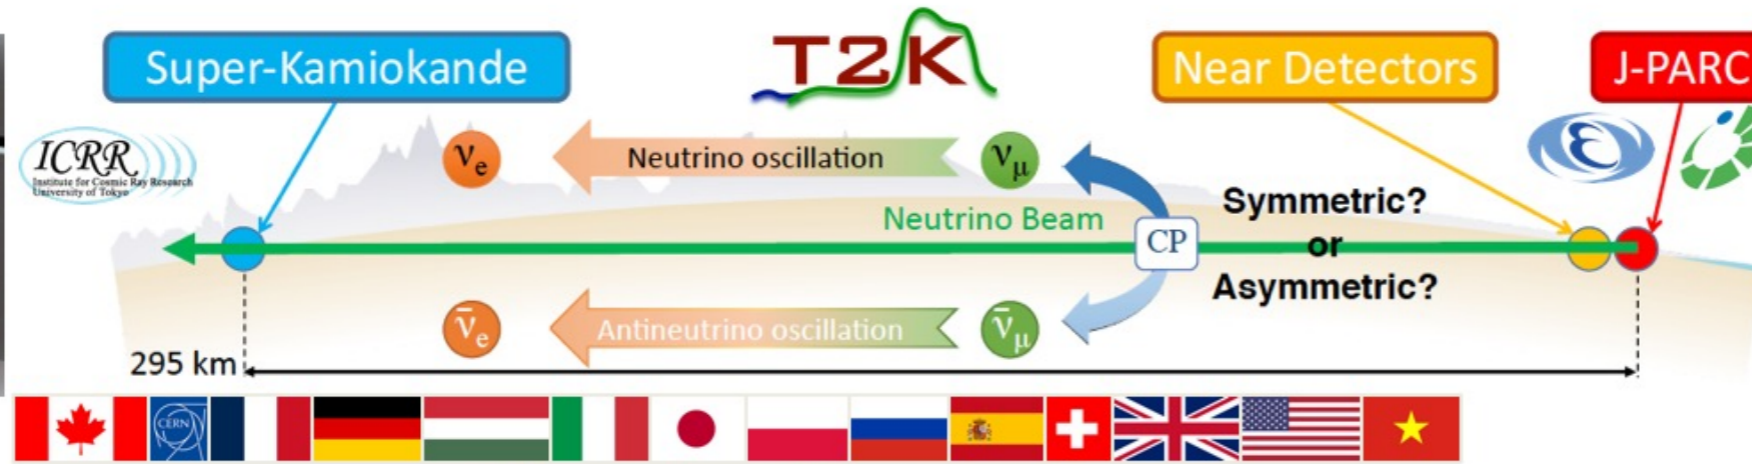 Super-Kamiokande
T2K
Near Detectors
J-PARC
ICRR
Institute for Cosmic Ray Research
University of Tokyo
νe
Neutrino oscillation
νμ
Symmetric?
Neutrino Beam
CP
or
Asymmetric?
ν̄e
Antineutrino oscillation
ν̄μ
295 km
CERN